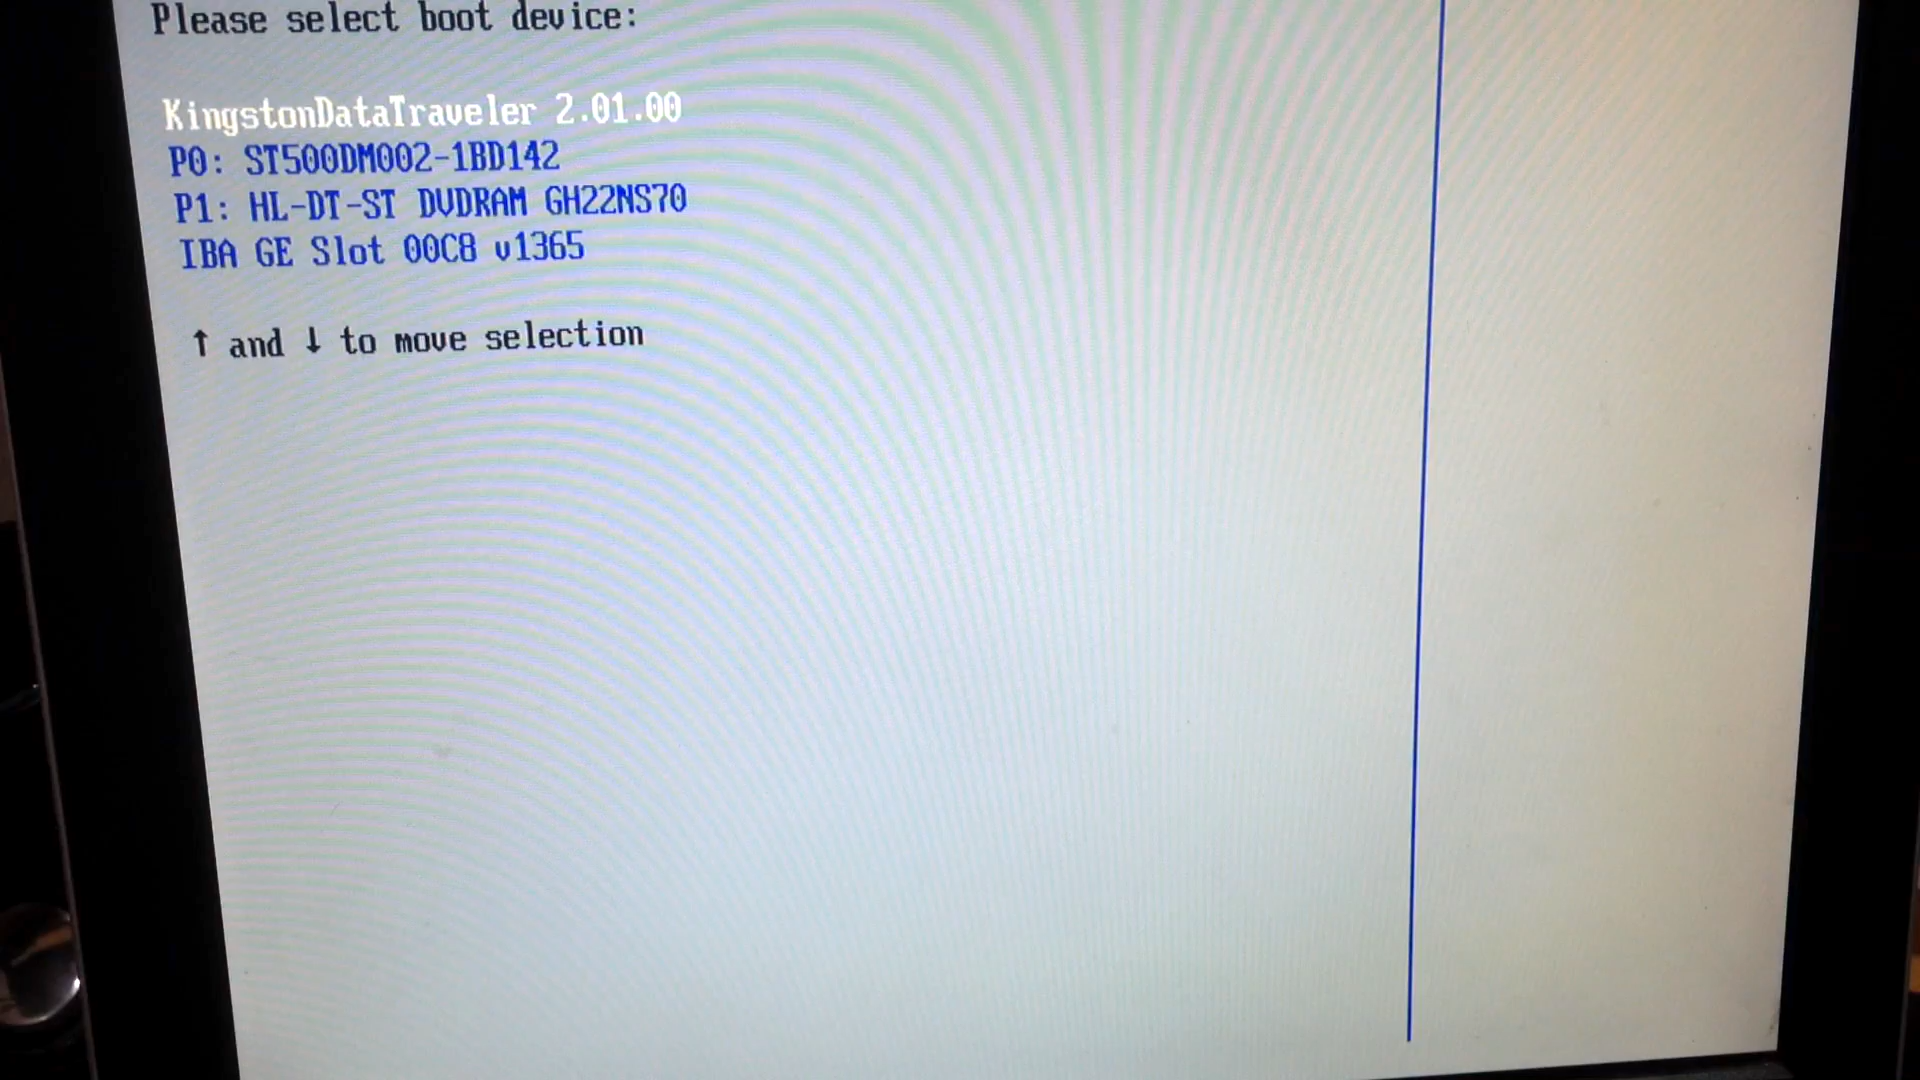 Please select boot device:
KingstonDataTraveler 2.01.00
P0: ST500DM002-1BD142
P1: HL-DT-ST DVDRAM GH22NS70
IBA GE Slot 00C8 v1365
↑ and ↓ to move selection